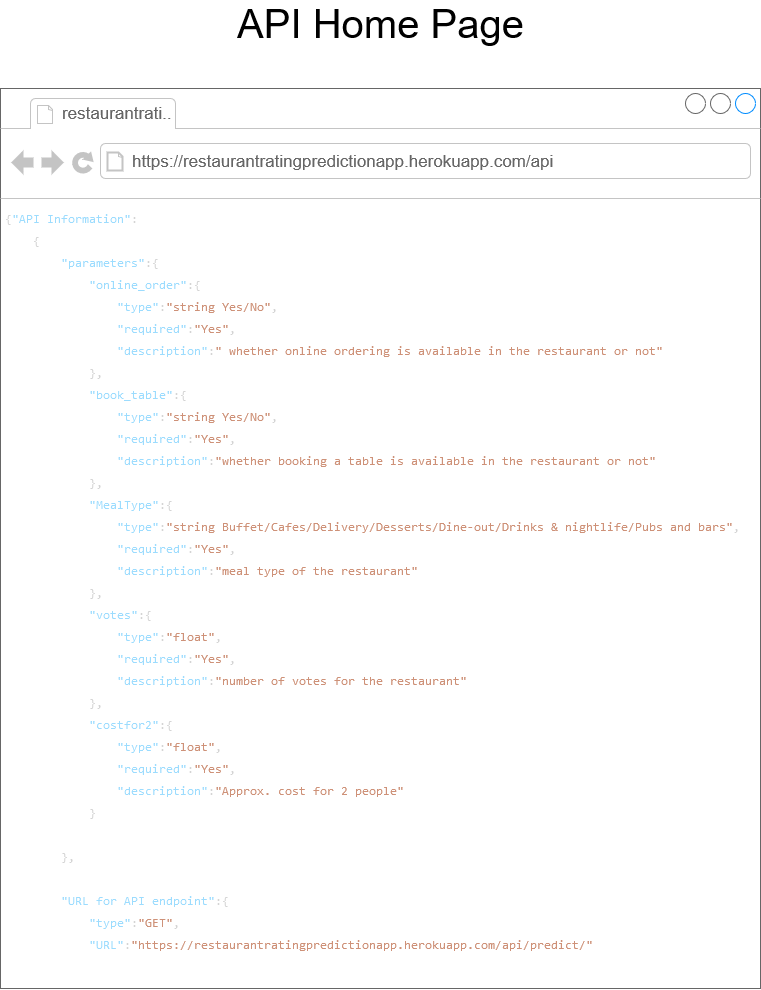 API Home Page
restaurantrati..
https://restaurantratingpredictionapp.herokuapp.com/api
{"API Information":
{
"parameters":{
"online_order":{
"type":"string Yes/No",
"required":"Yes",
"description":" whether online ordering is available in the restaurant or not"
},
"book_table":{
"type":"string Yes/No",
"required":"Yes",
"description":"whether booking a table is available in the restaurant or not"
},
"MealType":{
"type":"string Buffet/Cafes/Delivery/Desserts/Dine-out/Drinks & nightlife/Pubs and bars",
"required":"Yes",
"description":"meal type of the restaurant"
},
"votes":{
"type":"float",
"required":"Yes",
"description":"number of votes for the restaurant"
},
"costfor2":{
"type":"float",
"required":"Yes",
"description":"Approx. cost for 2 people"
}
},
"URL for API endpoint":{
"type":"GET",
"URL":"https://restaurantratingpredictionapp.herokuapp.com/api/predict/"